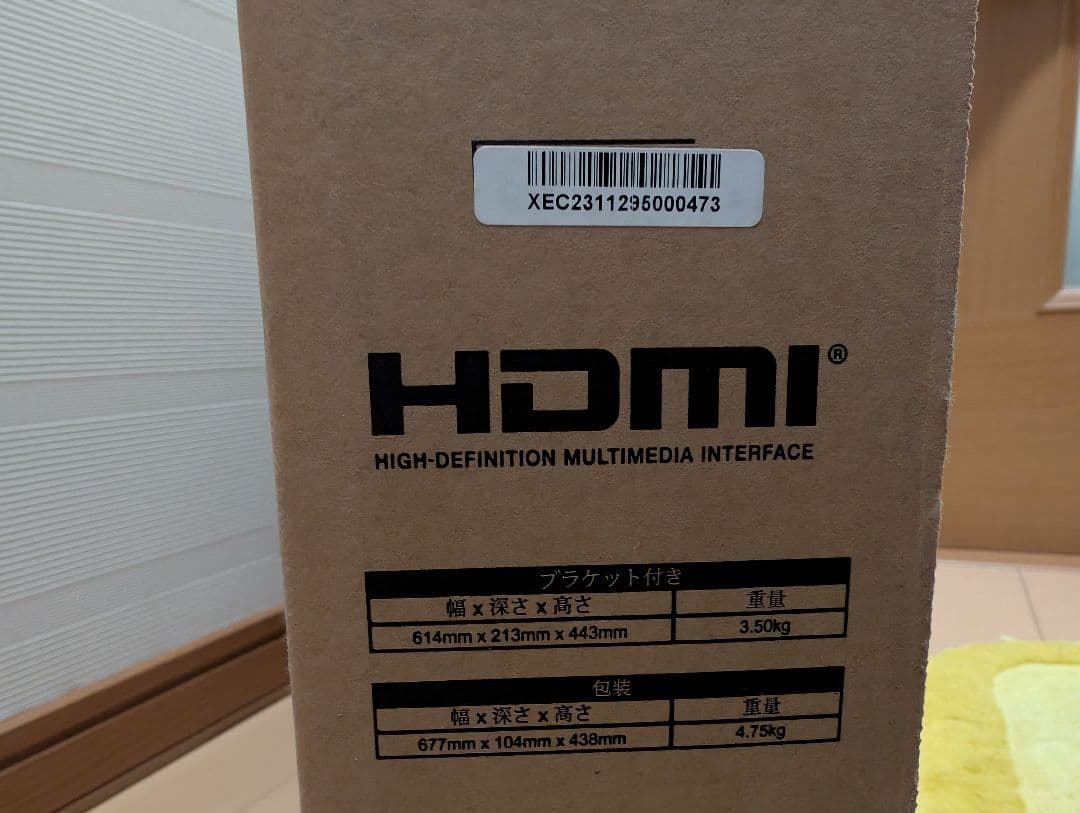 XEC2311295000473
HDMI®
HIGH-DEFINITION MULTIMEDIA INTERFACE
ブラケット付き
幅 x 深さ x 高さ 重量
614mm x 213mm x 443mm 3.50kg
包装
幅 x 深さ x 高さ 重量
677mm x 104mm x 438mm 4.75kg